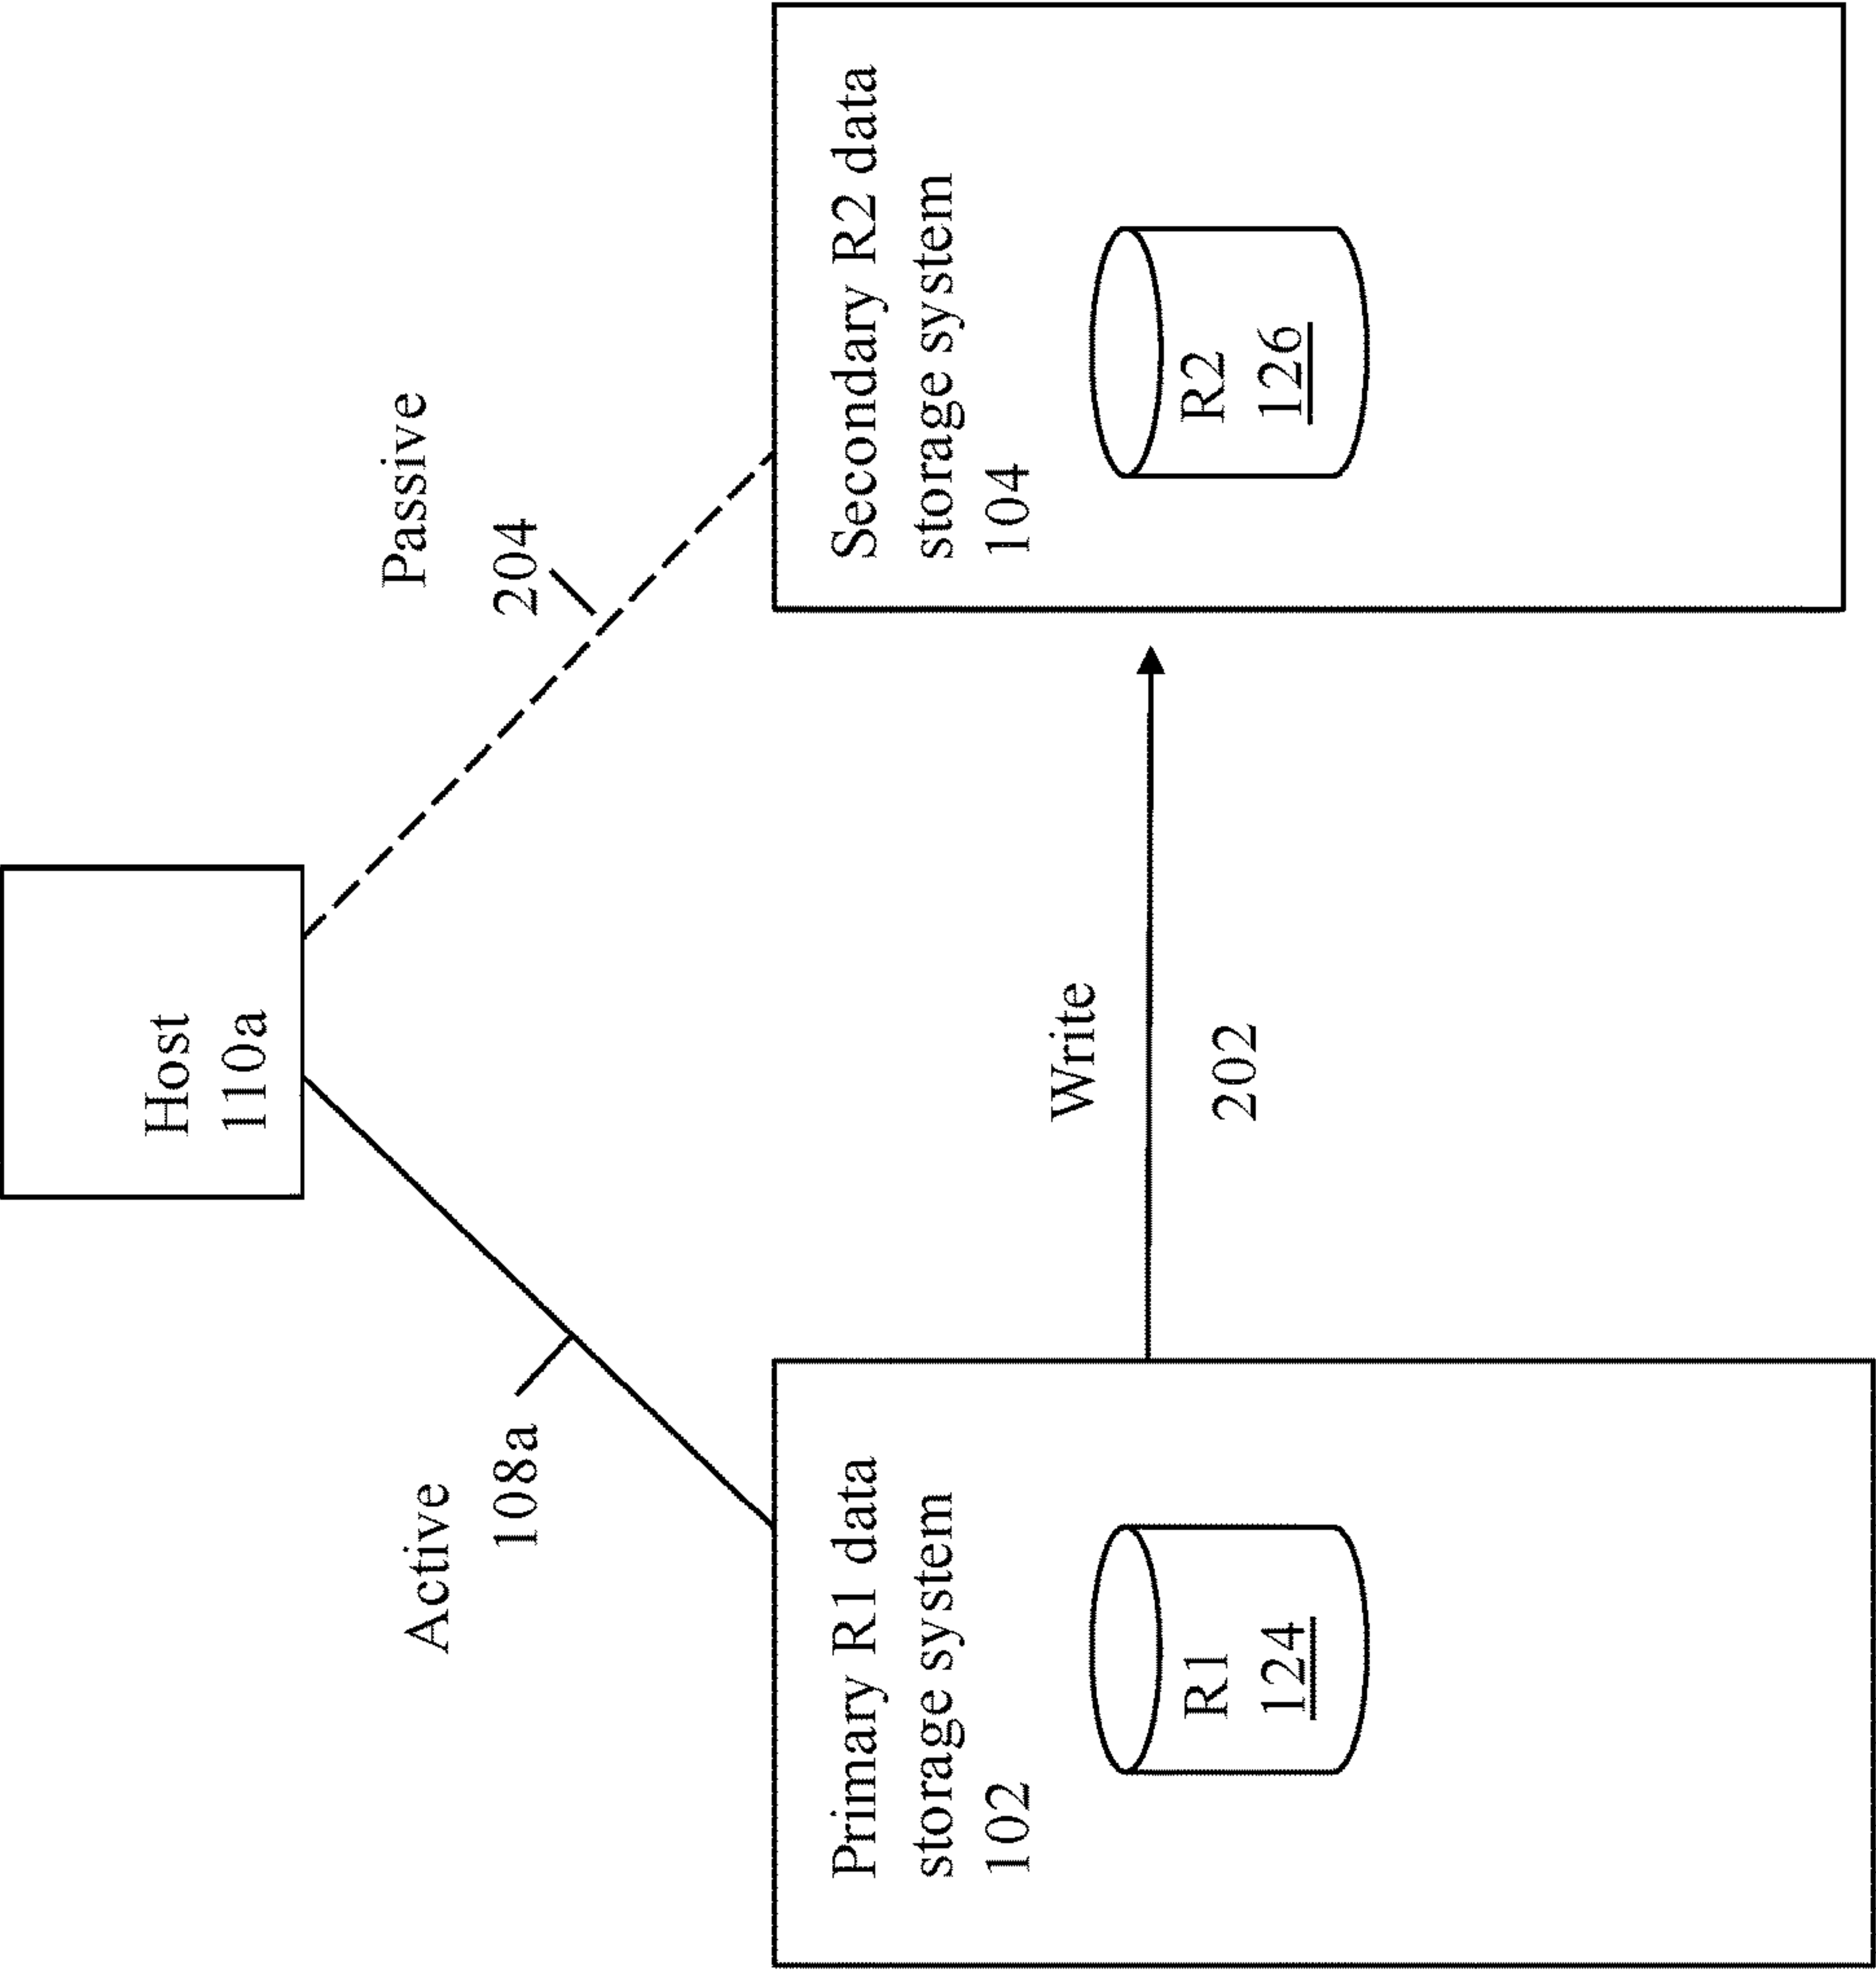 Host
110a
Active
108a
Passive
204
Primary R1 data
storage system
102
R1
124
Write
202
Secondary R2 data
storage system
104
R2
126